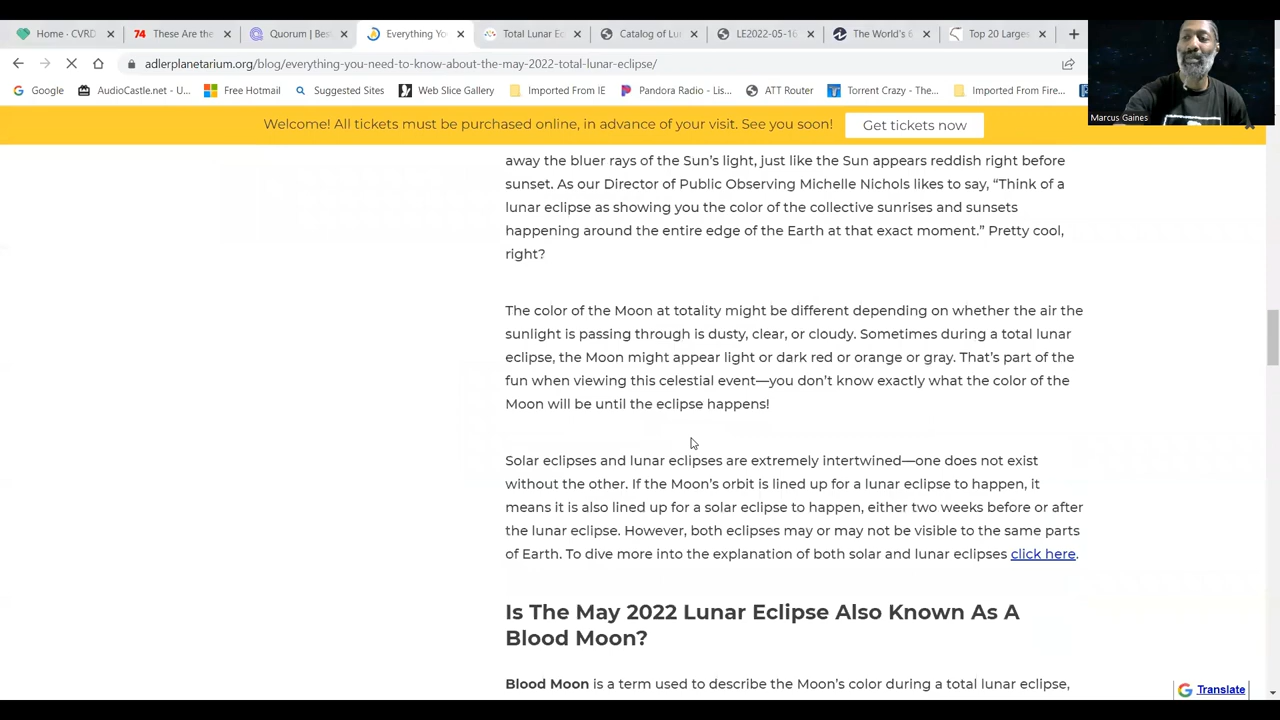 Home · CVRD
These Are the
Quorum | Bes
Everything Yo
Total Lunar Ec
Catalog of Lu
LE2022-05-16
The World's 6
Top 20 Larges
adlerplanetarium.org/blog/everything-you-need-to-know-about-the-may-2022-total-lunar-eclipse/
Google
AudioCastle.net - U...
Free Hotmail
Suggested Sites
Web Slice Gallery
Imported From IE
Pandora Radio - Lis...
ATT Router
Torrent Crazy - The...
Imported From Fire...
Marcus Gaines
Welcome! All tickets must be purchased online, in advance of your visit. See you soon!
Get tickets now
away the bluer rays of the Sun's light, just like the Sun appears reddish right before
sunset. As our Director of Public Observing Michelle Nichols likes to say, “Think of a
lunar eclipse as showing you the color of the collective sunrises and sunsets
happening around the entire edge of the Earth at that exact moment.” Pretty cool,
right?
The color of the Moon at totality might be different depending on whether the air the
sunlight is passing through is dusty, clear, or cloudy. Sometimes during a total lunar
eclipse, the Moon might appear light or dark red or orange or gray. That's part of the
fun when viewing this celestial event—you don't know exactly what the color of the
Moon will be until the eclipse happens!
Solar eclipses and lunar eclipses are extremely intertwined—one does not exist
without the other. If the Moon's orbit is lined up for a lunar eclipse to happen, it
means it is also lined up for a solar eclipse to happen, either two weeks before or after
the lunar eclipse. However, both eclipses may or may not be visible to the same parts
of Earth. To dive more into the explanation of both solar and lunar eclipses click here.
Is The May 2022 Lunar Eclipse Also Known As A
Blood Moon?
Blood Moon is a term used to describe the Moon's color during a total lunar eclipse,
Translate